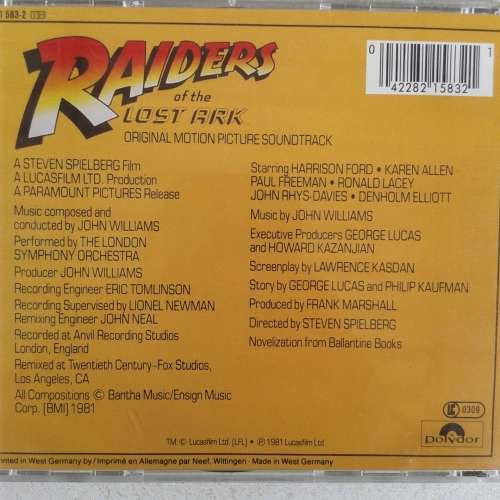 1 583-2
RAIDERS
of the
LOST ARK
ORIGINAL MOTION PICTURE SOUNDTRACK
0 1
42282 15832
A STEVEN SPIELBERG Film
A LUCASFILM LTD. Production
A PARAMOUNT PICTURES Release
Music composed and
conducted by JOHN WILLIAMS
Performed by THE LONDON
SYMPHONY ORCHESTRA
Producer JOHN WILLIAMS
Recording Engineer ERIC TOMLINSON
Recording Supervised by LIONEL NEWMAN
Remixing Engineer JOHN NEAL
Recorded at Anvil Recording Studios
London, England
Remixed at Twentieth Century-Fox Studios,
Los Angeles, CA
All Compositions © Bantha Music/Ensign Music
Corp. (BMI) 1981
Starring HARRISON FORD • KAREN ALLEN
PAUL FREEMAN • RONALD LACEY
JOHN RHYS-DAVIES • DENHOLM ELLIOTT
Music by JOHN WILLIAMS
Executive Producers GEORGE LUCAS
and HOWARD KAZANJIAN
Screenplay by LAWRENCE KASDAN
Story by GEORGE LUCAS and PHILIP KAUFMAN
Produced by FRANK MARSHALL
Directed by STEVEN SPIELBERG
Novelization from Ballantine Books
LC 0309
Polydor
TM: © Lucasfilm Ltd. (LFL) • ℗ 1981 Lucasfilm Ltd.
Printed in West Germany by/Imprimé en Allemagne par Neef, Wittingen · Made in West Germany